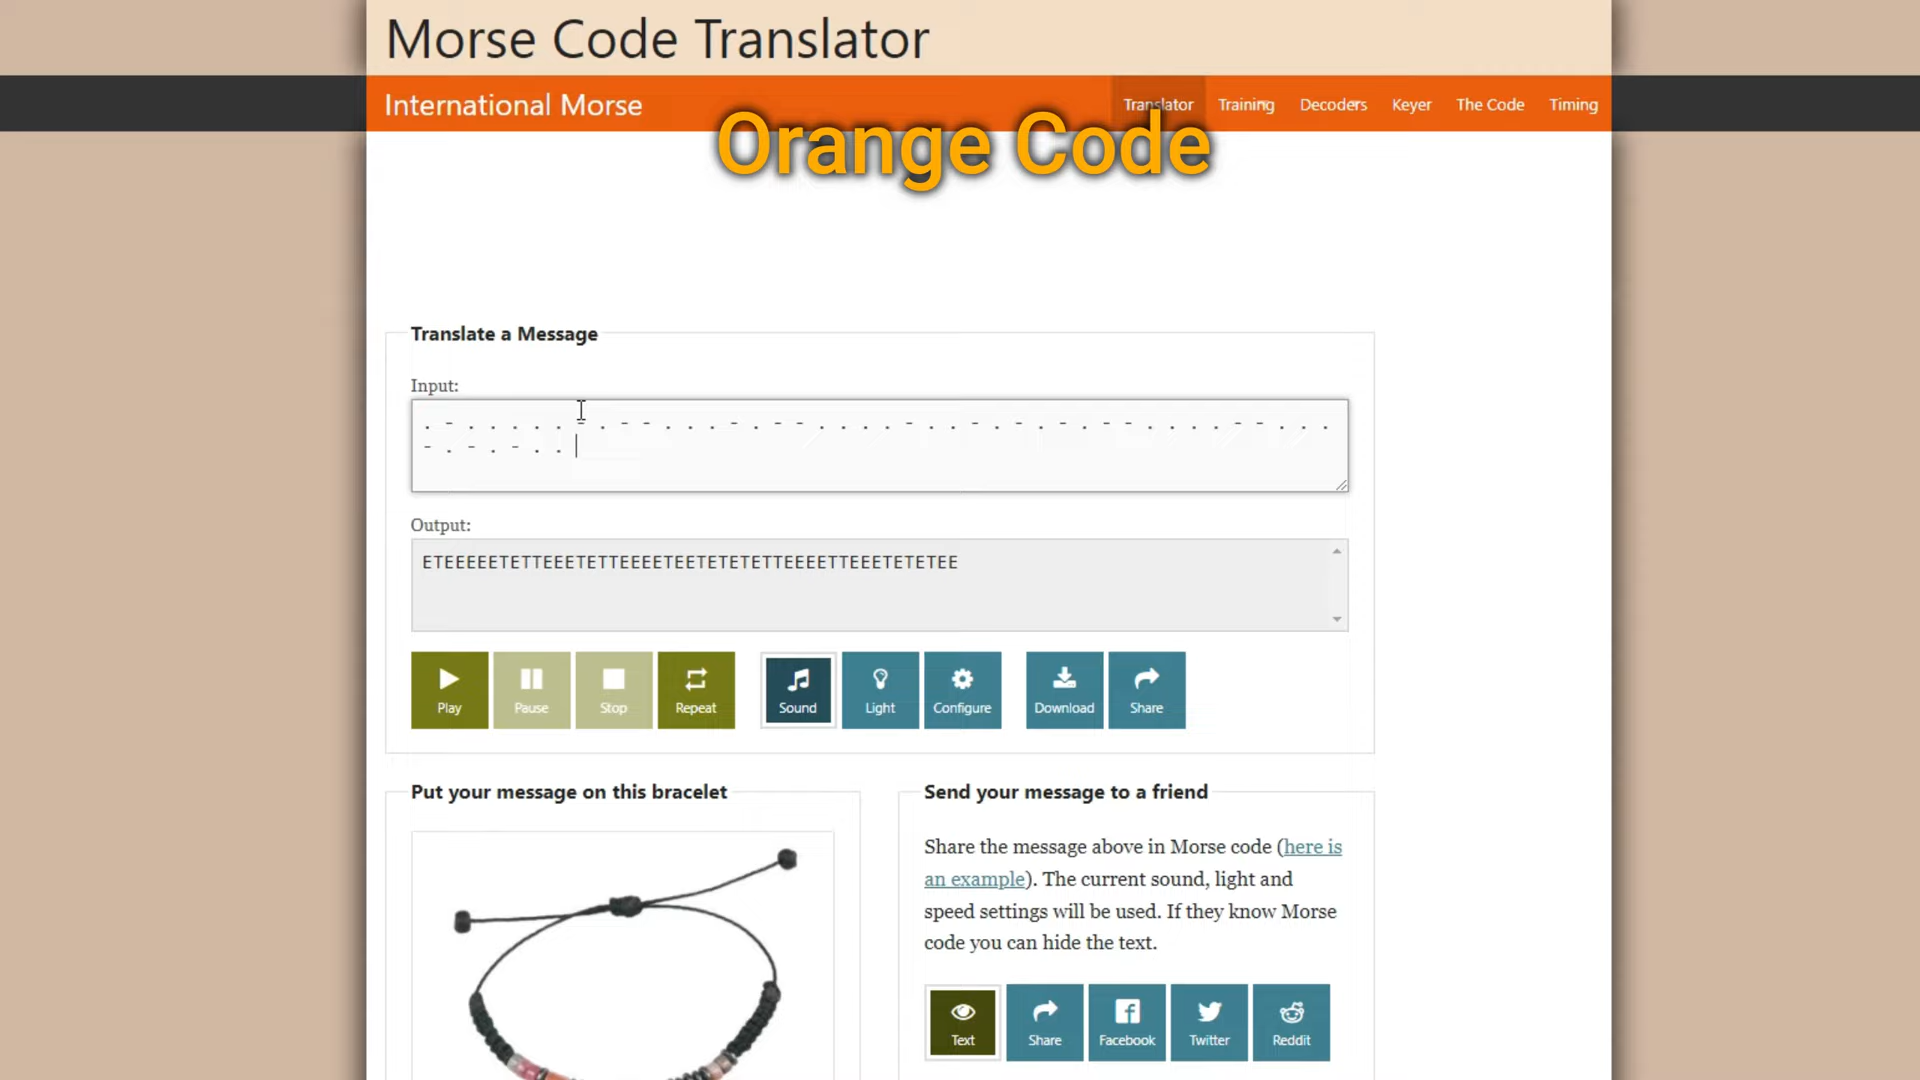 Morse Code Translator
International Morse
Translator Training Decoders Keyer The Code Timing
Orange Code
Translate a Message
Input:
. - . . . . . - . - - . . . - . - - . . . . - . . - . - . - . - - . . . . - - . . .
- . - . - . .
Output:
ETEEEEETETTEEETETTEEEETEETETETETTEEEETTEEETETETEE
Play Pause Stop Repeat Sound Light Configure Download Share
Put your message on this bracelet
Send your message to a friend
Share the message above in Morse code (here is
an example). The current sound, light and
speed settings will be used. If they know Morse
code you can hide the text.
Text Share Facebook Twitter Reddit